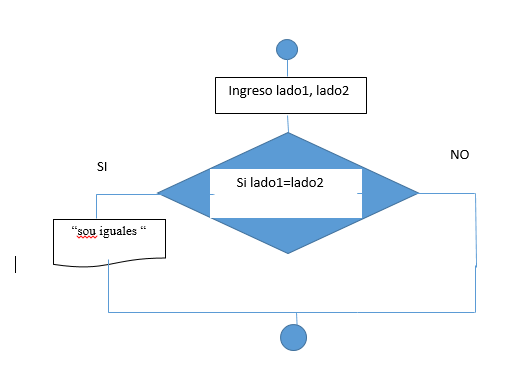 Ingreso lado1, lado2
SI
NO
Si lado1=lado2
“sou iguales “